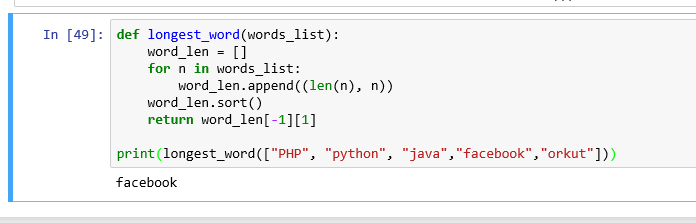 In [49]: def longest_word(words_list):
    word_len = []
    for n in words_list:
        word_len.append((len(n), n))
    word_len.sort()
    return word_len[-1][1]
print(longest_word(["PHP", "python", "java","facebook","orkut"]))
facebook